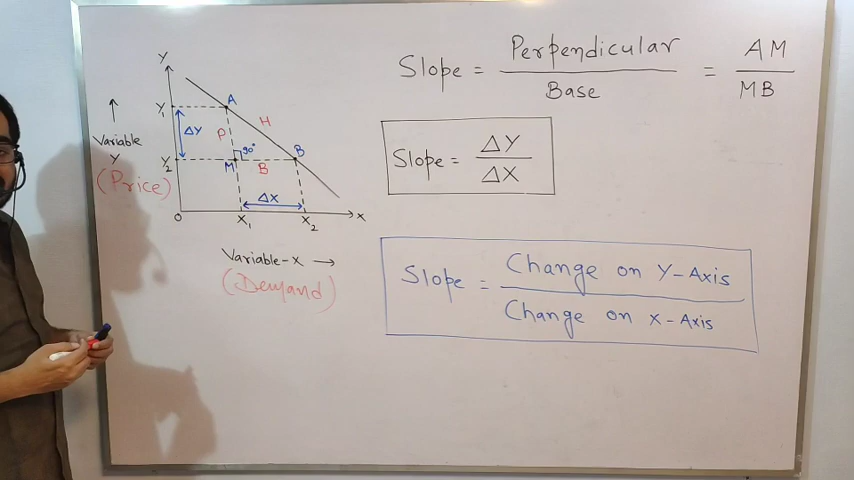 Y
Y₁
A
ΔY
P
H
↑
Variable
Y
(Price)
90°
B
Y₂
M
B
ΔX
O
X₁
X₂
X
Variable-X →
(Demand)
Slope = Perpendicular / Base = AM / MB
Slope = ΔY / ΔX
Slope = Change on Y-Axis / Change on X-Axis